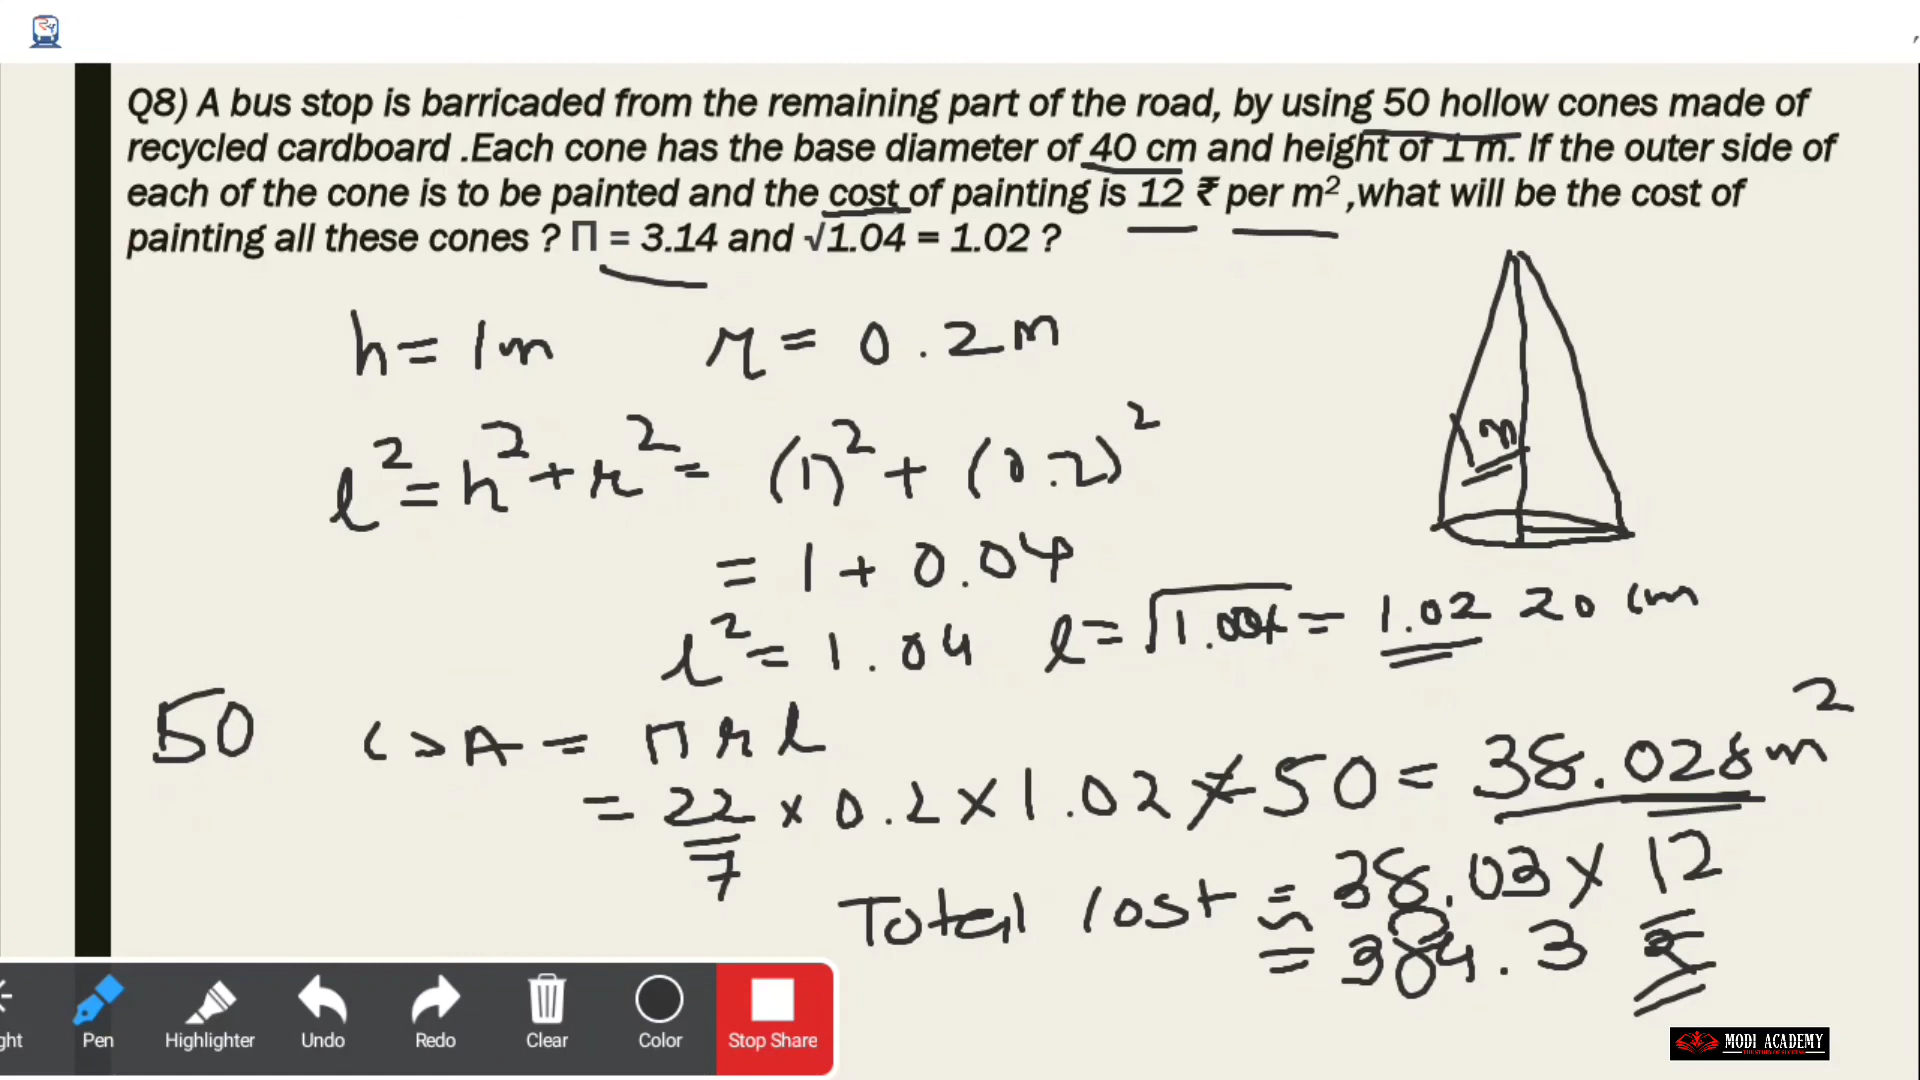 Q8) A bus stop is barricaded from the remaining part of the road, by using 50 hollow cones made of
recycled cardboard .Each cone has the base diameter of 40 cm and height of 1 m. If the outer side of
each of the cone is to be painted and the cost of painting is 12 ₹ per m² ,what will be the cost of
painting all these cones ? Π = 3.14 and √1.04 = 1.02 ?
h = 1m r = 0.2 m
1 m
l² = h² + r² = (1)² + (0.2)²
= 1 + 0.04
l² = 1.04 l = = 1.02 20 cm
50 CSA = π r l
= 22/7 × 0.2 × 1.02 × 50 = 38.028 m²
Total Cost = 38.03 × 12
= 384.3 ₹
ght
Pen
Highlighter
Undo
Redo
Clear
Color
Stop Share
MODI ACADEMY